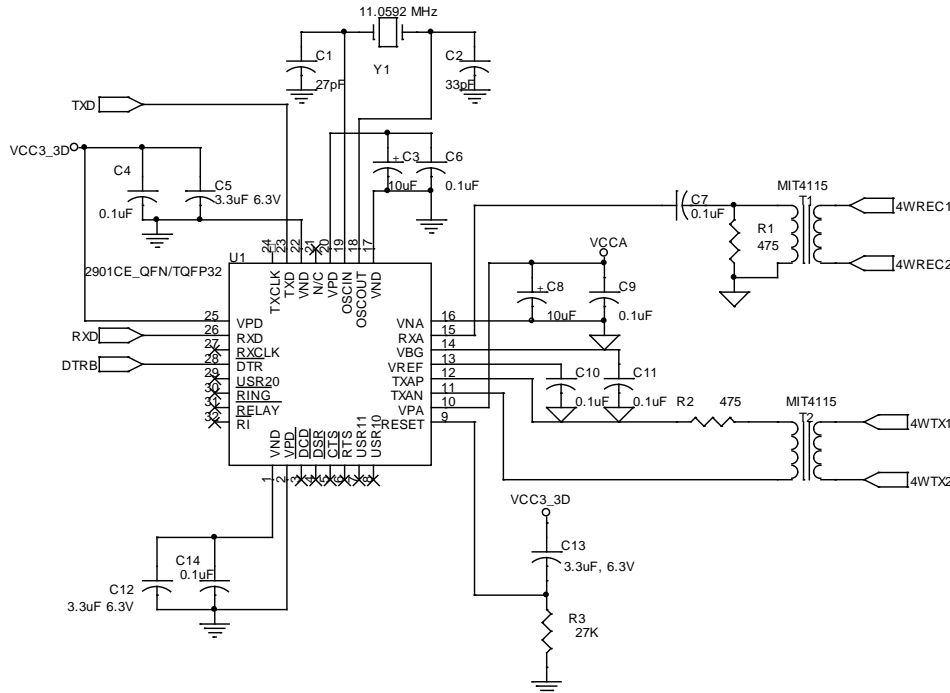 11.0592 MHz
C1
27pF
Y1
C2
33pF
TXD
VCC3_3D
C4
0.1uF
C5
3.3uF 6.3V
+
C3
10uF
C6
0.1uF
C7
0.1uF
MIT4115
T1
4WREC1
R1
475
4WREC2
VCCA
+
C8
10uF
C9
0.1uF
24
23
22
21
20
19
18
17
U1
2901CE_QFN/TQFP32
TXCLK
TXD
VND
N/C
VPD
OSCIN
OSCOUT
VND
25
VPD
26
RXD
27
RXCLK
28
DTR
29
USR20
30
RING
31
RELAY
32
RI
RXD
DTRB
VNA
16
RXA
15
VBG
14
VREF
13
TXAP
12
TXAN
11
VPA
10
RESET
9
VND
VPD
DCD
DSR
CTS
RTS
USR11
USR10
1
2
3
4
5
6
7
8
C10
0.1uF
C11
0.1uF
R2
475
MIT4115
T2
4WTX1
4WTX2
VCC3_3D
C13
3.3uF, 6.3V
R3
27K
C12
3.3uF 6.3V
C14
0.1uF